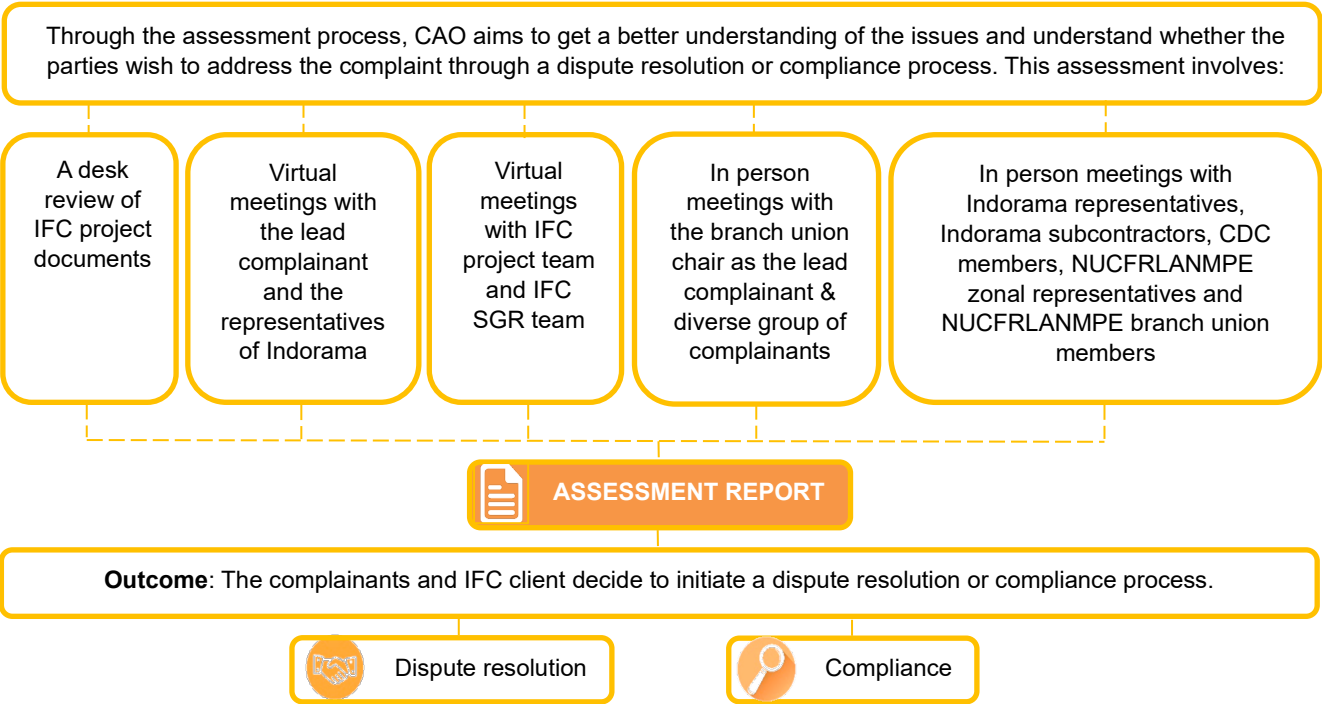 Through the assessment process, CAO aims to get a better understanding of the issues and understand whether the
parties wish to address the complaint through a dispute resolution or compliance process. This assessment involves:
A desk
review of
IFC project
documents
Virtual
meetings with
the lead
complainant
and the
representatives
of Indorama
Virtual
meetings
with IFC
project team
and IFC
SGR team
In person
meetings with
the branch union
chair as the lead
complainant &
diverse group of
complainants
In person meetings with
Indorama representatives,
Indorama subcontractors, CDC
members, NUCFRLANMPE
zonal representatives and
NUCFRLANMPE branch union
members
ASSESSMENT REPORT
Outcome: The complainants and IFC client decide to initiate a dispute resolution or compliance process.
Dispute resolution
Compliance